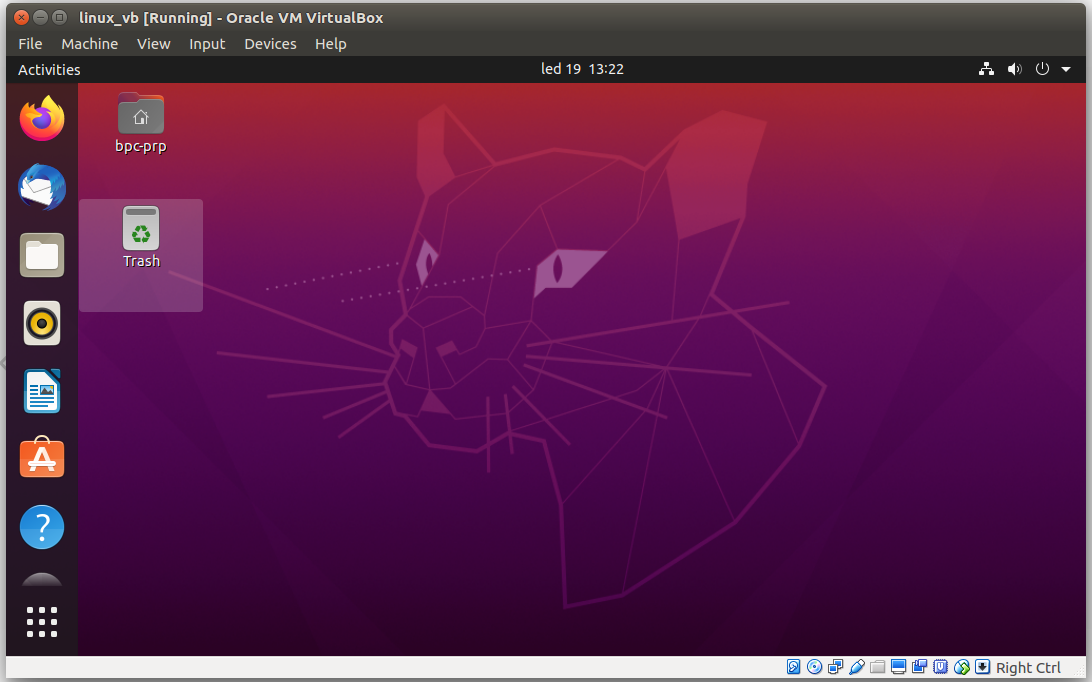 linux_vb [Running] - Oracle VM VirtualBox
File Machine View Input Devices Help
Activities led 19 13:22
bpc-prp
Trash
Right Ctrl